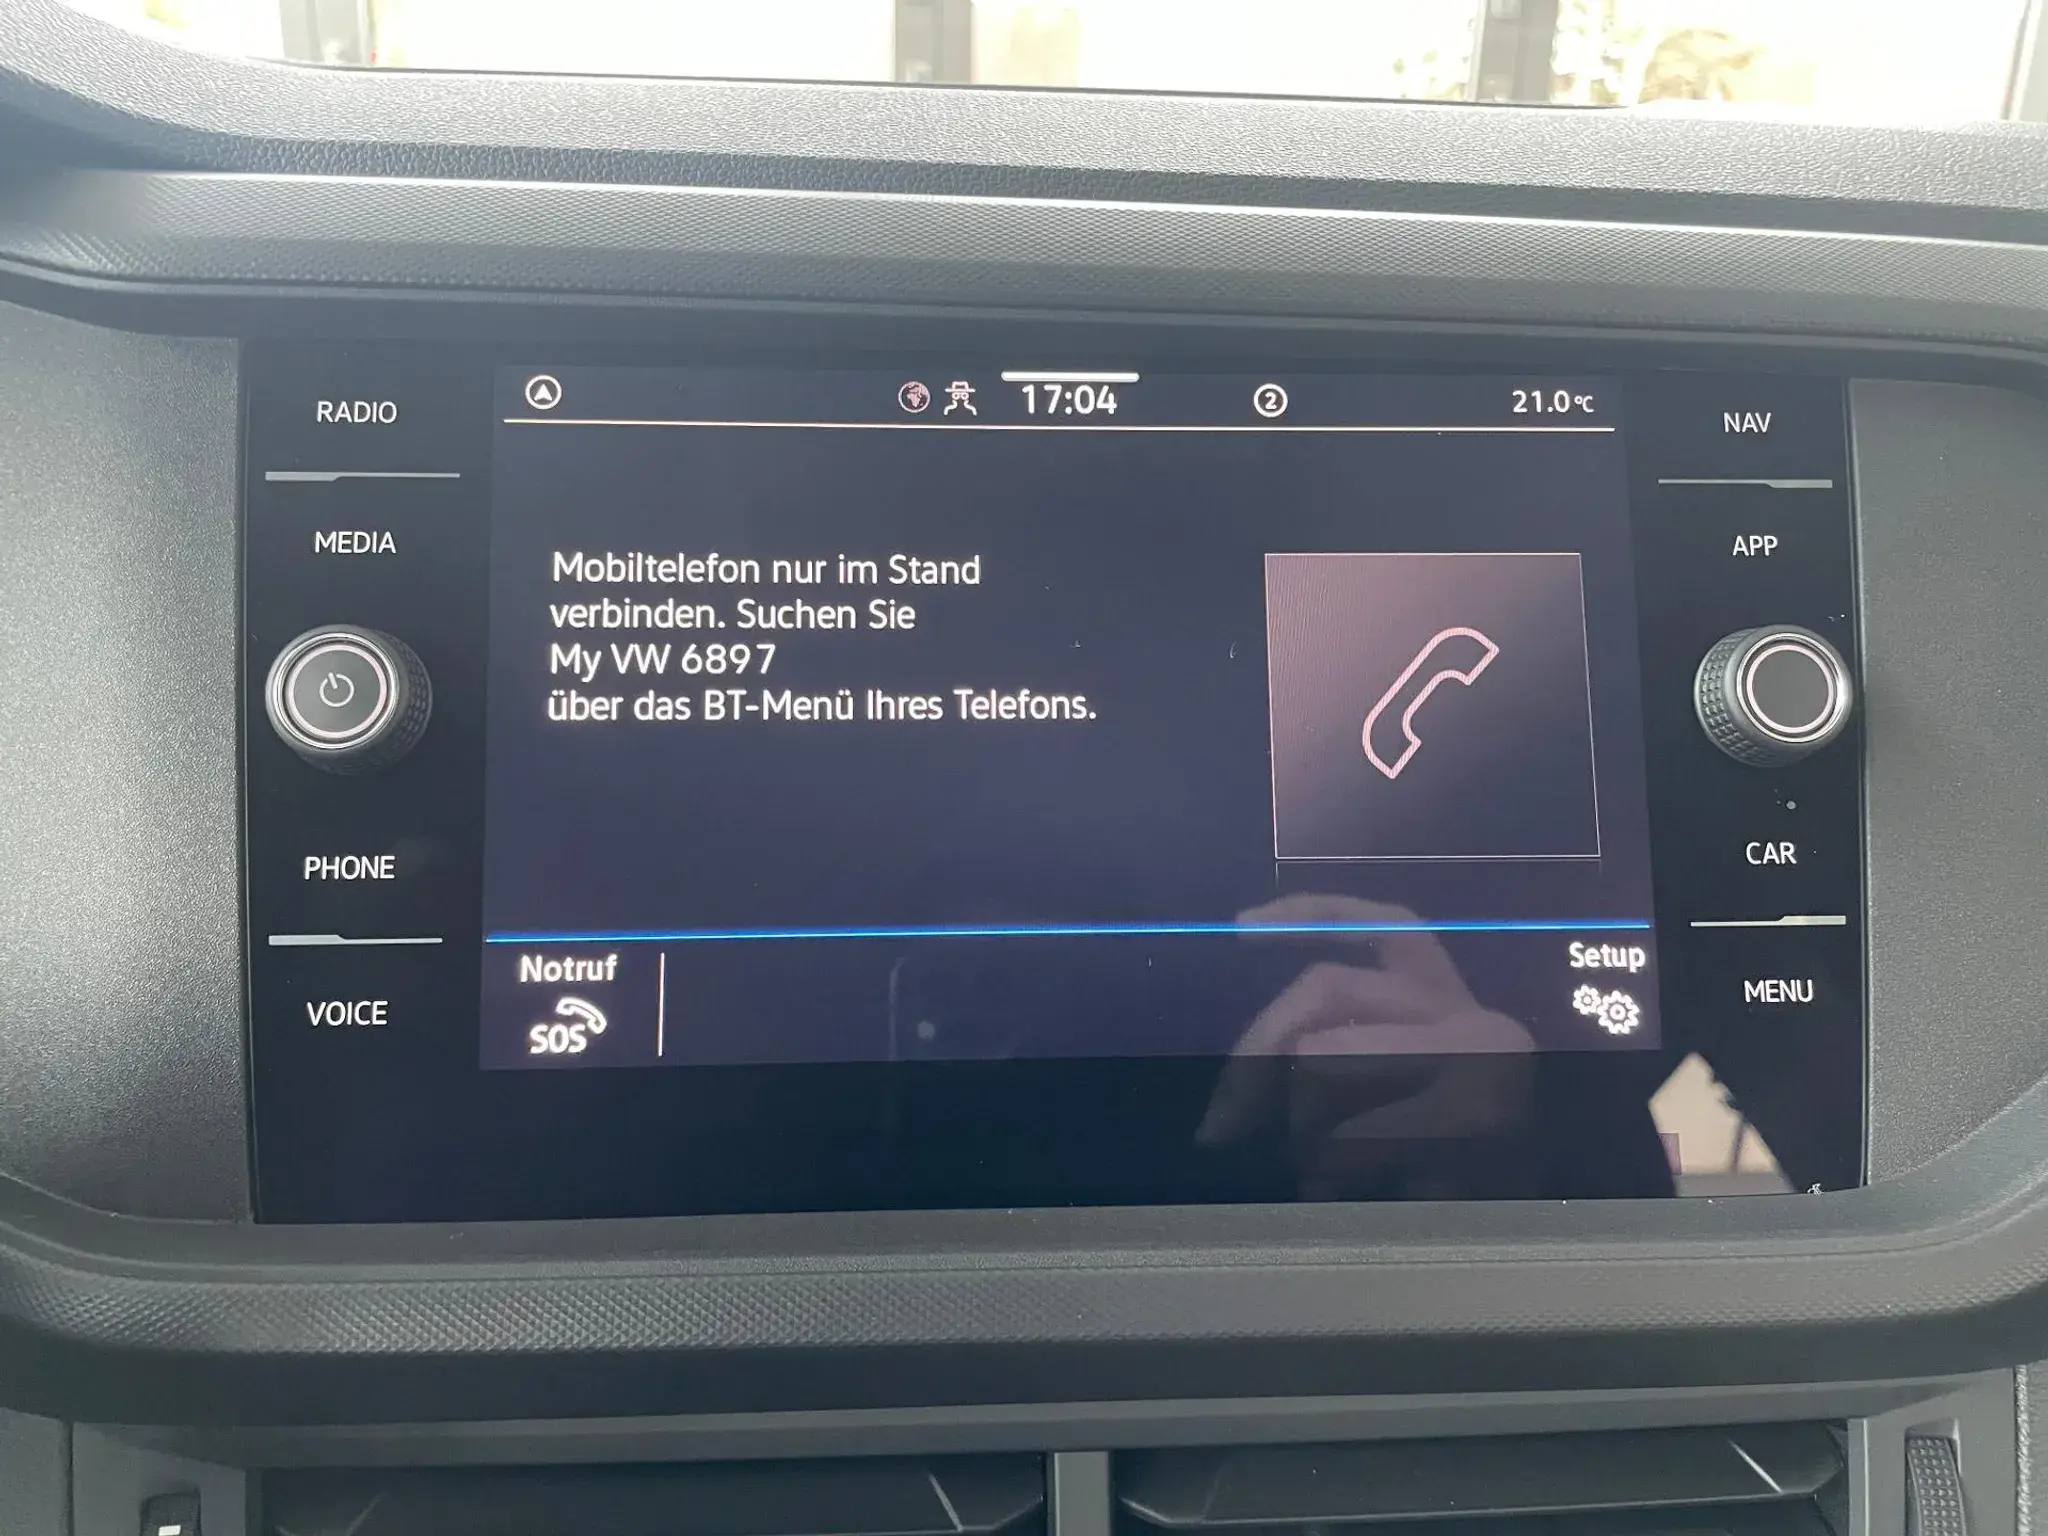 RADIO
MEDIA
PHONE
VOICE
17:04
2
21.0°C
Mobiltelefon nur im Stand
verbinden. Suchen Sie
My VW 6897
über das BT-Menü Ihres Telefons.
Notruf
SOS
Setup
NAV
APP
CAR
MENU